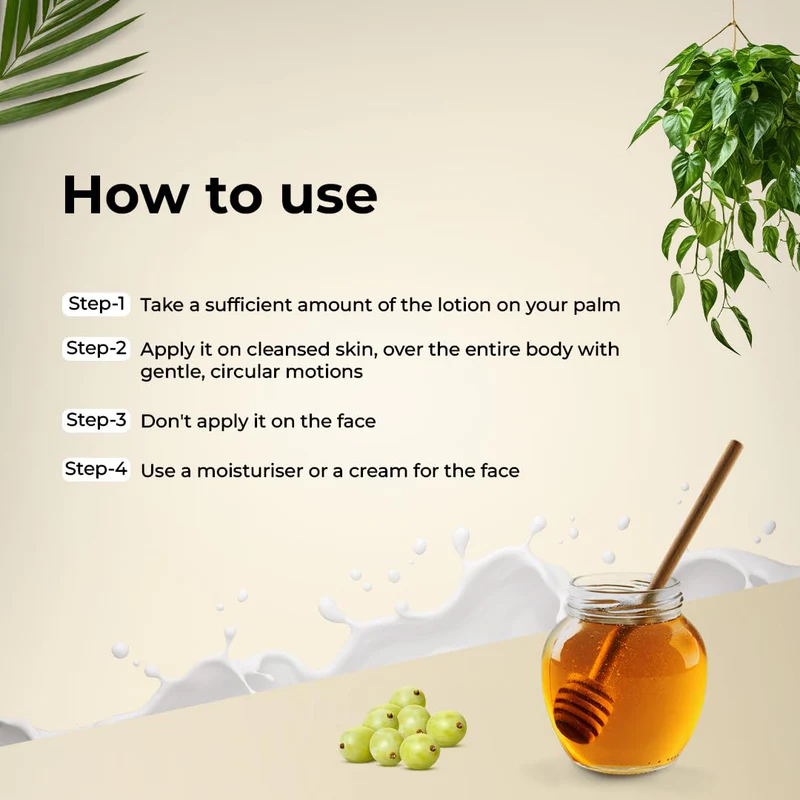 How to use
Step-1 Take a sufficient amount of the lotion on your palm
Step-2 Apply it on cleansed skin, over the entire body with
gentle, circular motions
Step-3 Don't apply it on the face
Step-4 Use a moisturiser or a cream for the face